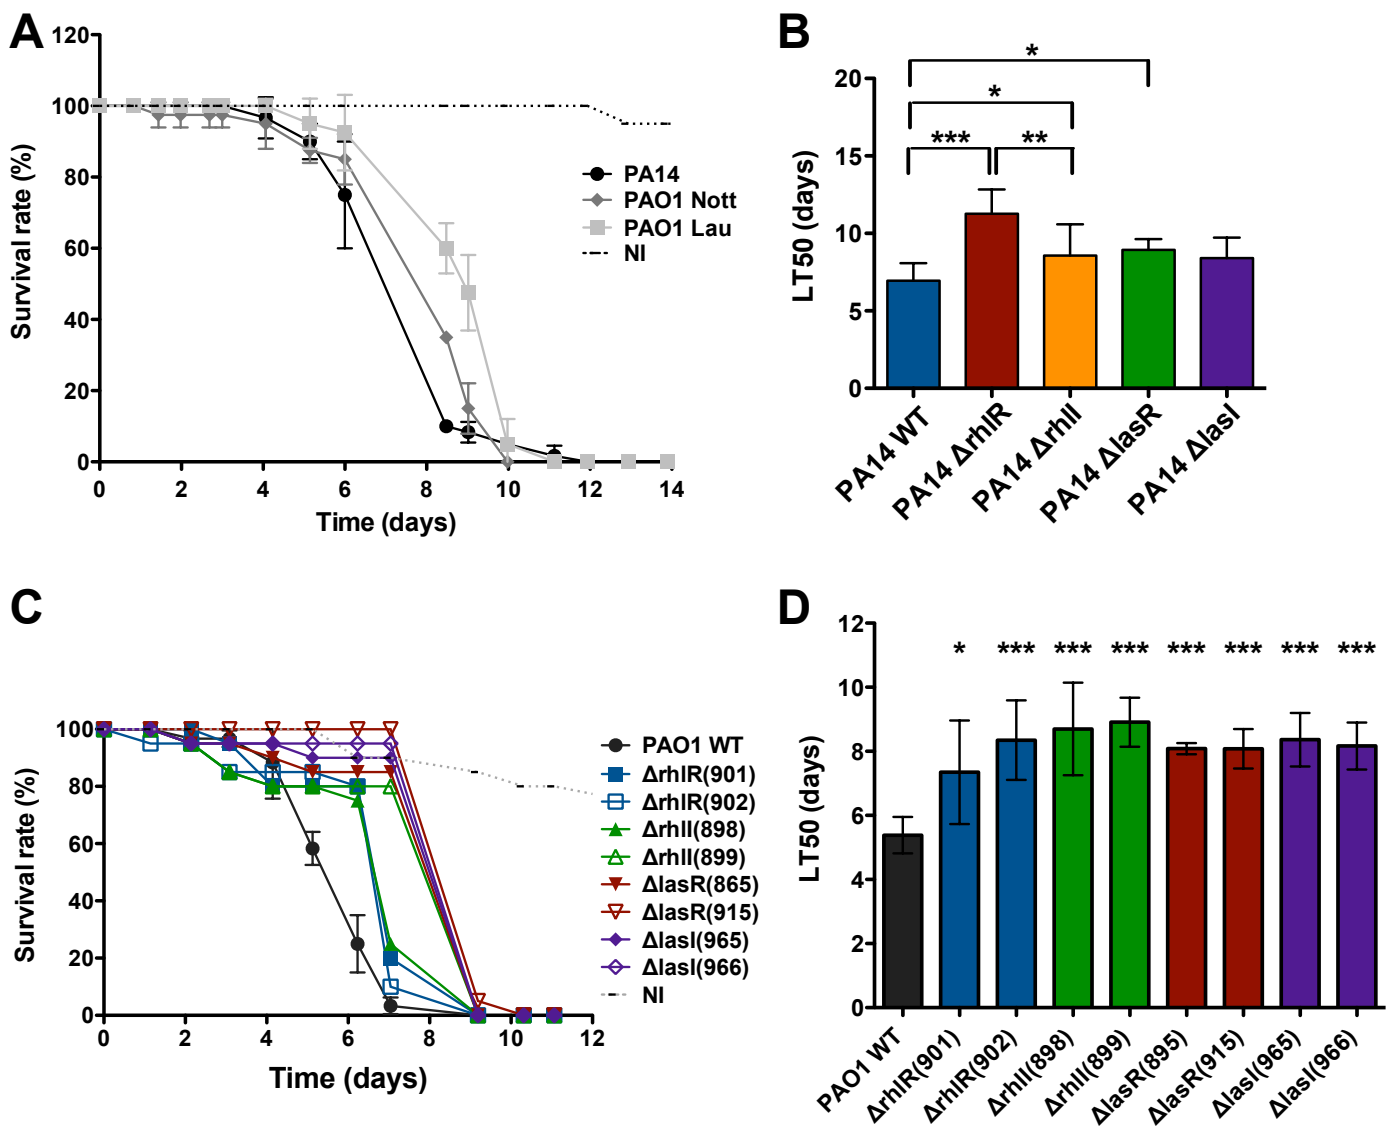 A
120
100
80
60
40
20
0
Survival rate (%)
0 2 4 6 8 10 12 14
Time (days)
PA14
PAO1 Nott
PAO1 Lau
NI
B
20
15
10
5
0
LT50 (days)
*
*
*** **
PA14 WT
PA14 ΔrhlR
PA14 ΔrhlI
PA14 ΔlasR
PA14 ΔlasI
C
100
80
60
40
20
0
Survival rate (%)
0 2 4 6 8 10 12
Time (days)
PAO1 WT
ΔrhlR(901)
ΔrhlR(902)
ΔrhlI(898)
ΔrhlI(899)
ΔlasR(865)
ΔlasR(915)
ΔlasI(965)
ΔlasI(966)
NI
D
12
10
8
6
4
2
0
LT50 (days)
* *** *** *** *** *** *** ***
PAO1 WT
ΔrhlR(901)
ΔrhlR(902)
ΔrhlI(898)
ΔrhlI(899)
ΔlasR(895)
ΔlasR(915)
ΔlasI(965)
ΔlasI(966)